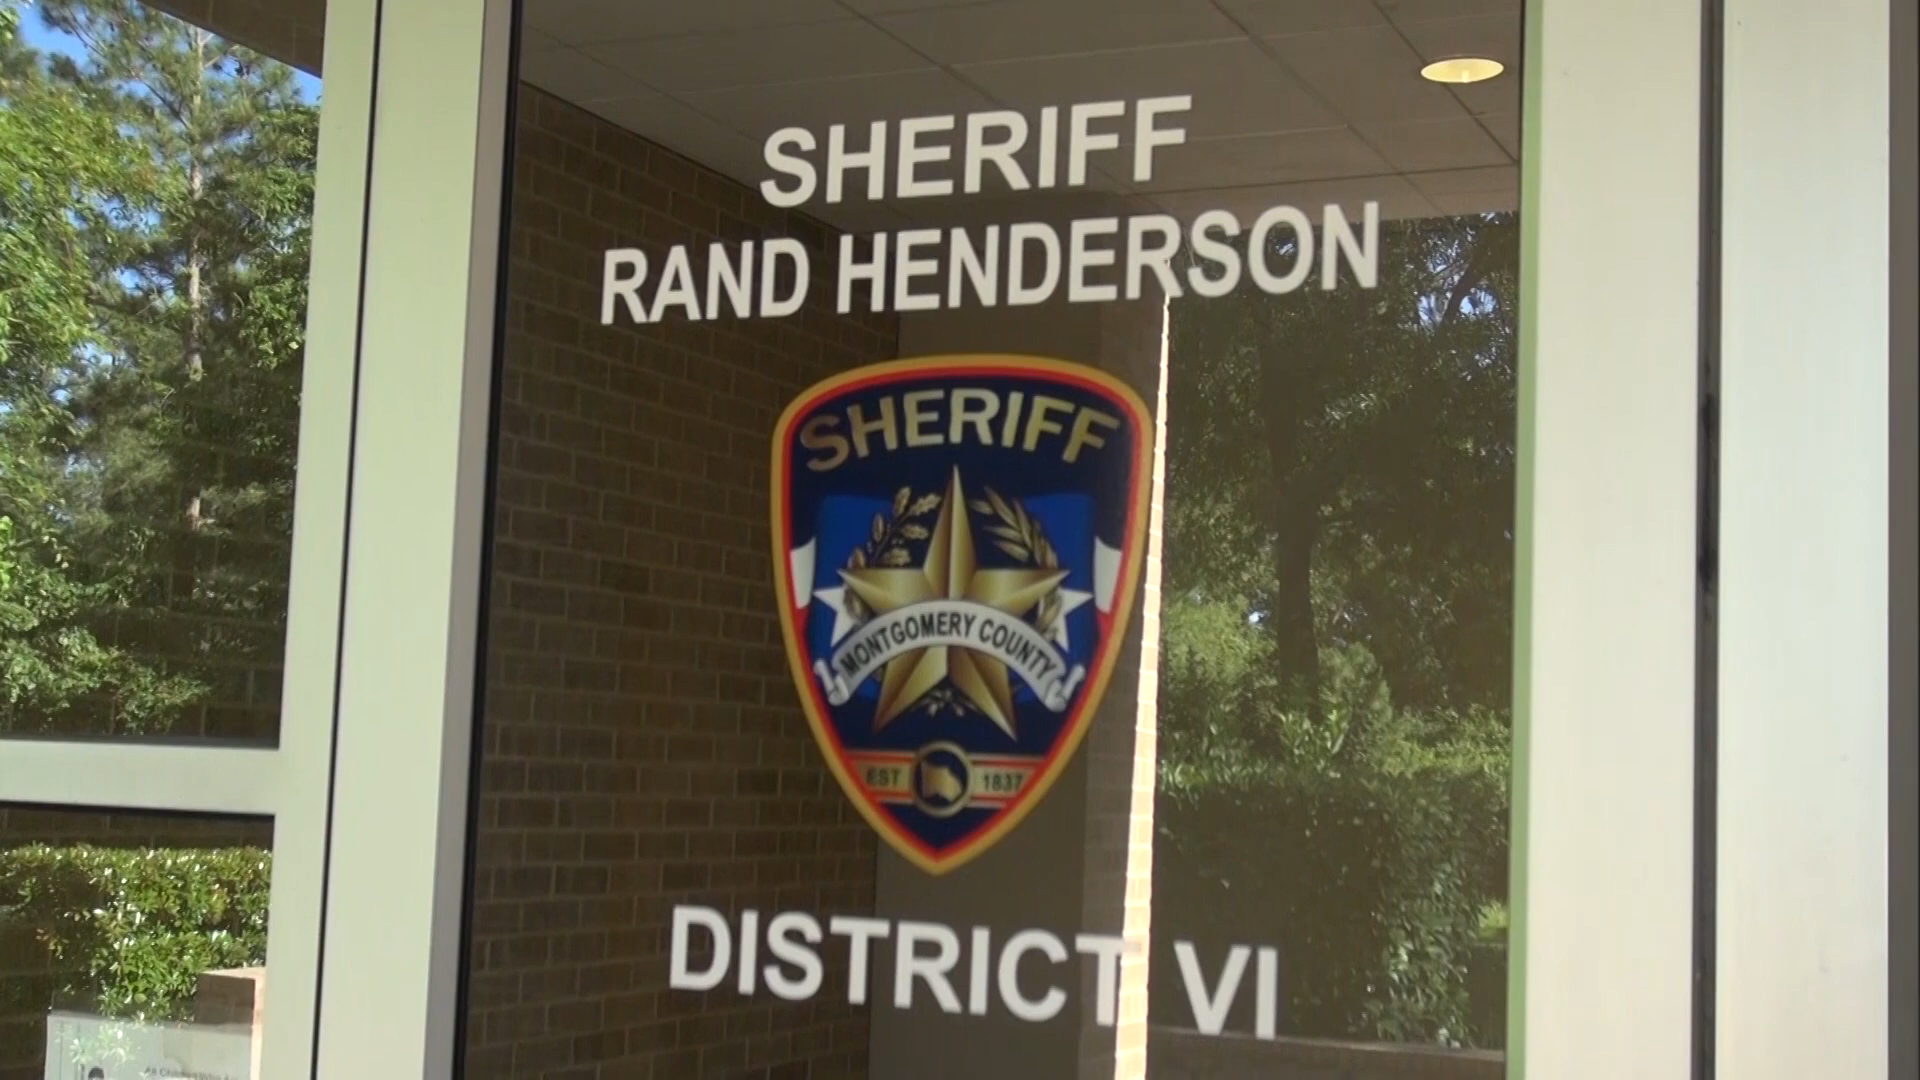 SHERIFF
RAND HENDERSON
SHERIFF
MONTGOMERY COUNTY
EST 1837
DISTRICT VI